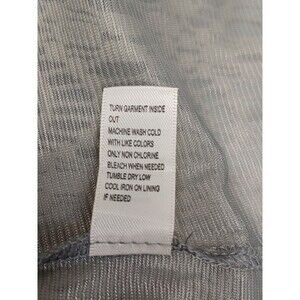 TURN GARMENT INSIDE
OUT
MACHINE WASH COLD
WITH LIKE COLORS
ONLY NON CHLORINE
BLEACH WHEN NEEDED
TUMBLE DRY LOW
COOL IRON ON LINING
IF NEEDED